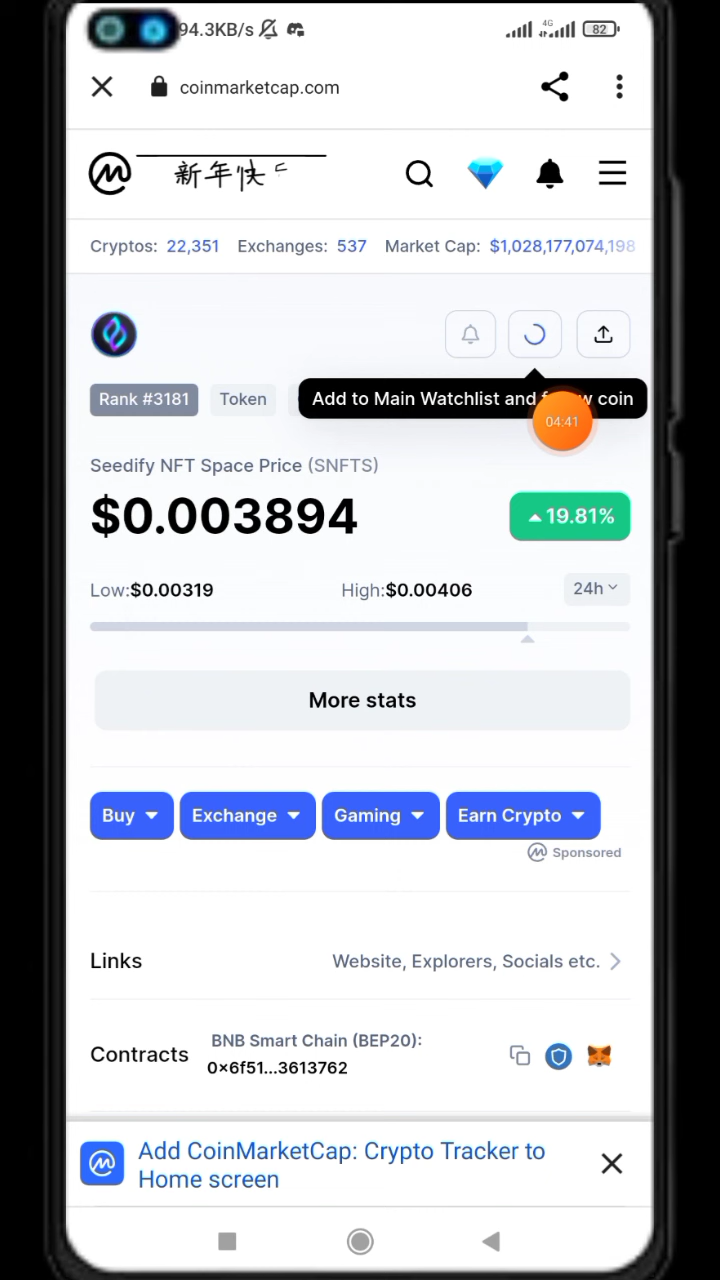 94.3KB/s 4G 82
coinmarketcap.com
新年快
Cryptos: 22,351 Exchanges: 537 Market Cap: $1,028,177,074,198
Rank #3181 Token Add to Main Watchlist and coin
04:41
Seedify NFT Space Price (SNFTS)
$0.003894 19.81%
Low:$0.00319 High:$0.00406 24h
More stats
Buy Exchange Gaming Earn Crypto
Sponsored
Links Website, Explorers, Socials etc.
BNB Smart Chain (BEP20):
Contracts
0×6f51...3613762
Add CoinMarketCap: Crypto Tracker to
Home screen